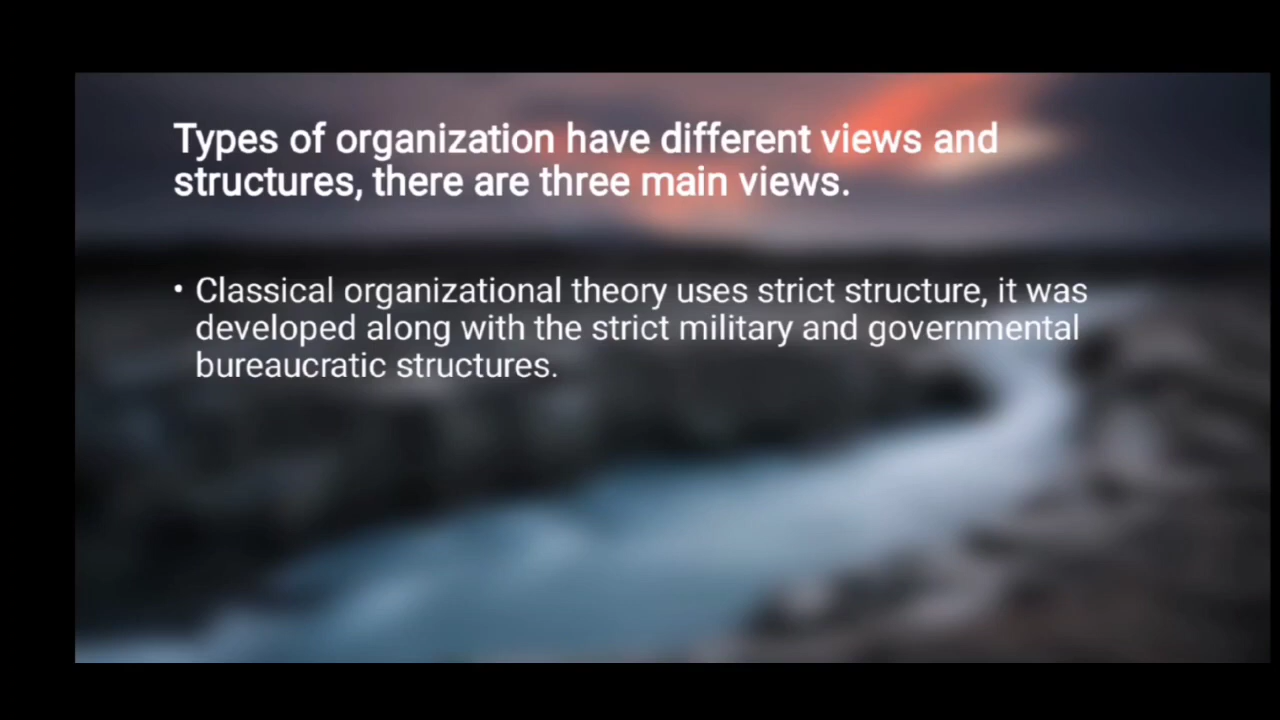 Types of organization have different views and
structures, there are three main views.
• Classical organizational theory uses strict structure, it was
developed along with the strict military and governmental
bureaucratic structures.